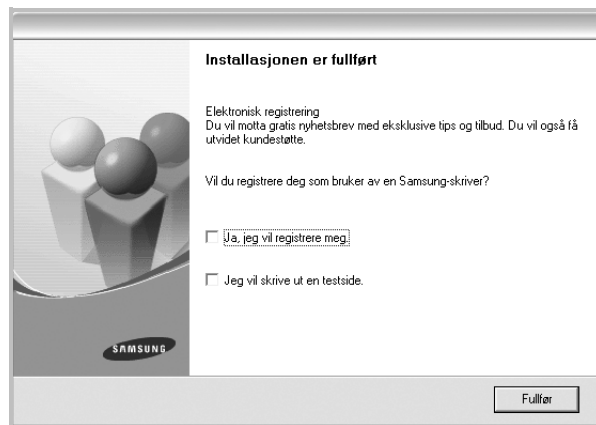 Installasjonen er fullført
Elektronisk registrering
Du vil motta gratis nyhetsbrev med eksklusive tips og tilbud. Du vil også få
utvidet kundestøtte.
Vil du registrere deg som bruker av en Samsung-skriver?
Ja, jeg vil registrere meg.
Jeg vil skrive ut en testside.
SAMSUNG
Fullfør